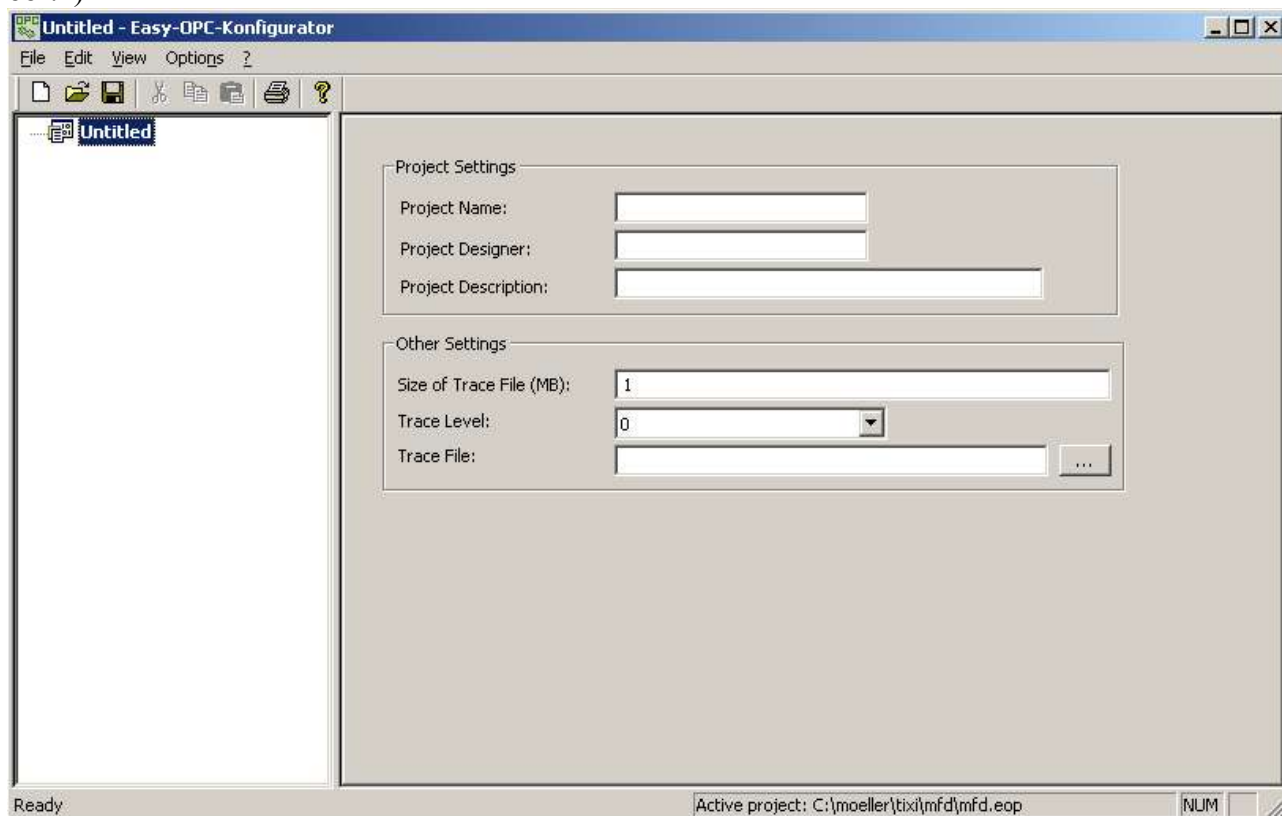 OPC Untitled - Easy-OPC-Konfigurator
File Edit View Options ?
Untitled
Project Settings
Project Name:
Project Designer:
Project Description:
Other Settings
Size of Trace File (MB): 1
Trace Level: 0
Trace File: ...
Ready Active project: C:\moeller\tixi\mfd\mfd.eop NUM